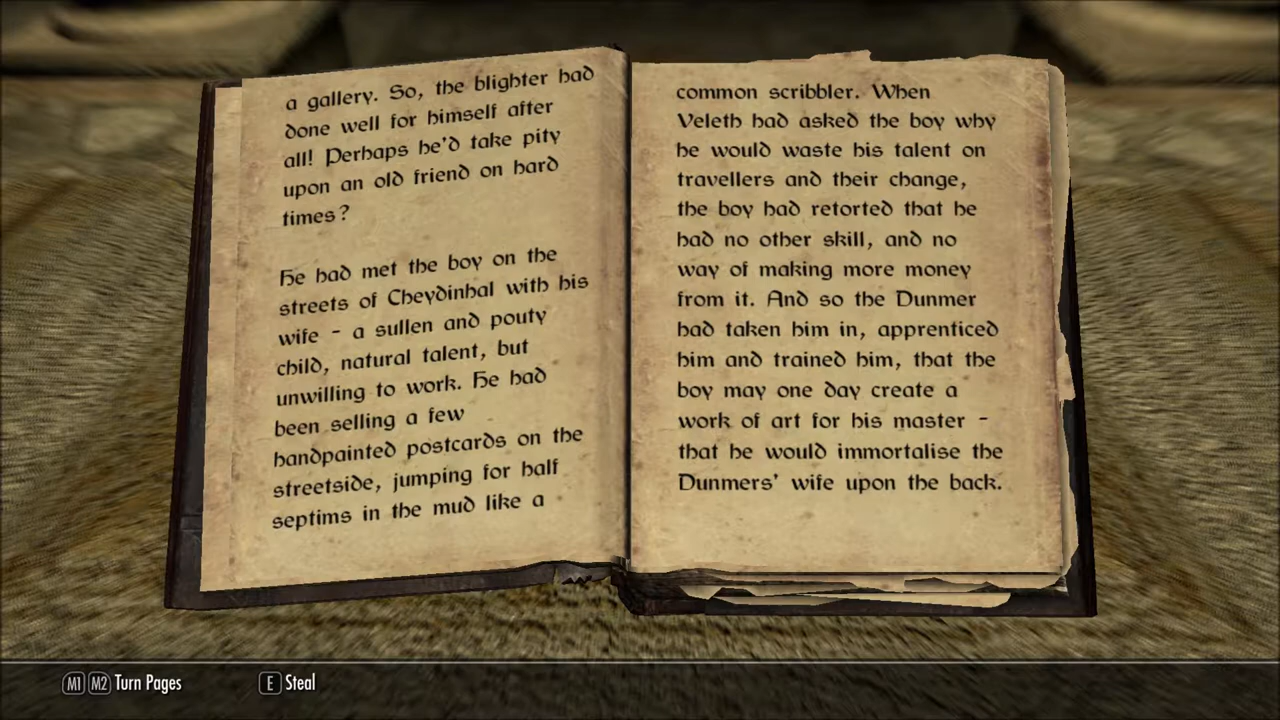 a gallery. So, the blighter had
done well for himself after
all! Perhaps he'd take pity
upon an old friend on hard
times?
He had met the boy on the
streets of Cheydinhal with his
wife - a sullen and pouty
child, natural talent, but
unwilling to work. He had
been selling a few
handpainted postcards on the
streetside, jumping for half
septims in the mud like a
common scribbler. When
Veleth had asked the boy why
he would waste his talent on
travellers and their change,
the boy had retorted that he
had no other skill, and no
way of making more money
from it. And so the Dunmer
had taken him in, apprenticed
him and trained him, that the
boy may one day create a
work of art for his master -
that he would immortalise the
Dunmers' wife upon the back.
M1 M2 Turn Pages
E Steal